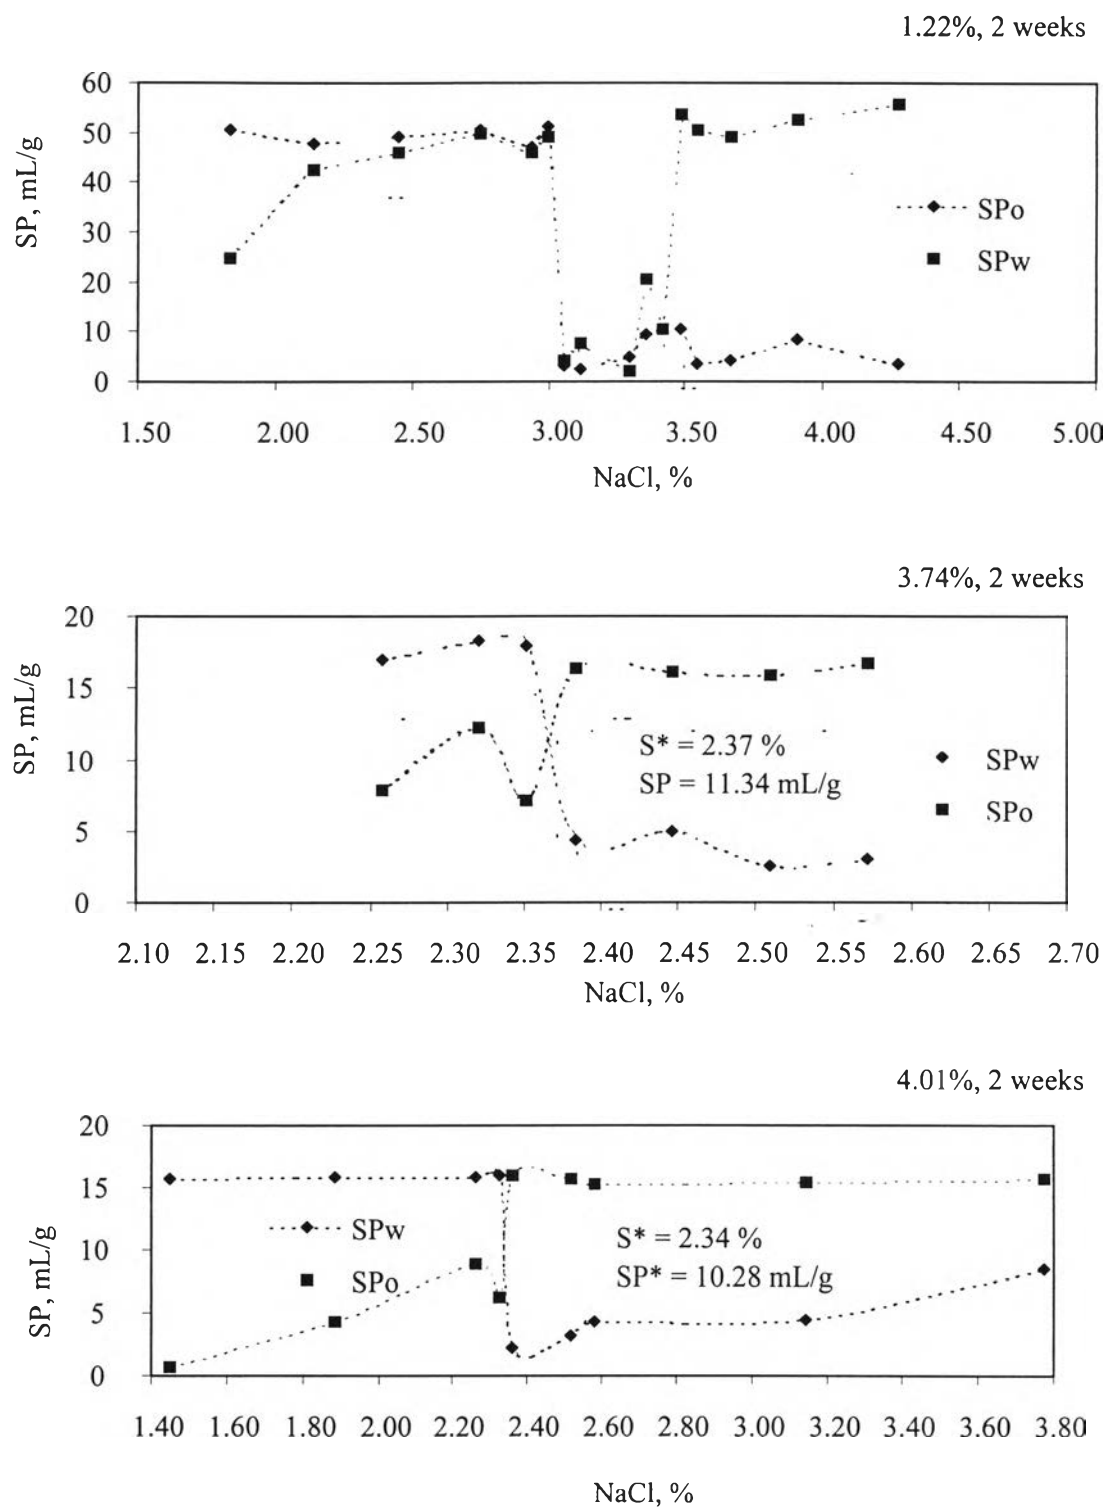 1.22%, 2 weeks
60
50
40
30
20
10
0
SP, mL/g
SPo
SPw
1.50 2.00 2.50 3.00 3.50 4.00 4.50 5.00
NaCl, %
3.74%, 2 weeks
20
15
10
5
0
SP, mL/g
S* = 2.37 %
SP = 11.34 mL/g
SPw
SPo
2.10 2.15 2.20 2.25 2.30 2.35 2.40 2.45 2.50 2.55 2.60 2.65 2.70
NaCl, %
4.01%, 2 weeks
20
15
10
5
0
SP, mL/g
SPw
SPo
S* = 2.34 %
SP* = 10.28 mL/g
1.40 1.60 1.80 2.00 2.20 2.40 2.60 2.80 3.00 3.20 3.40 3.60 3.80
NaCl, %